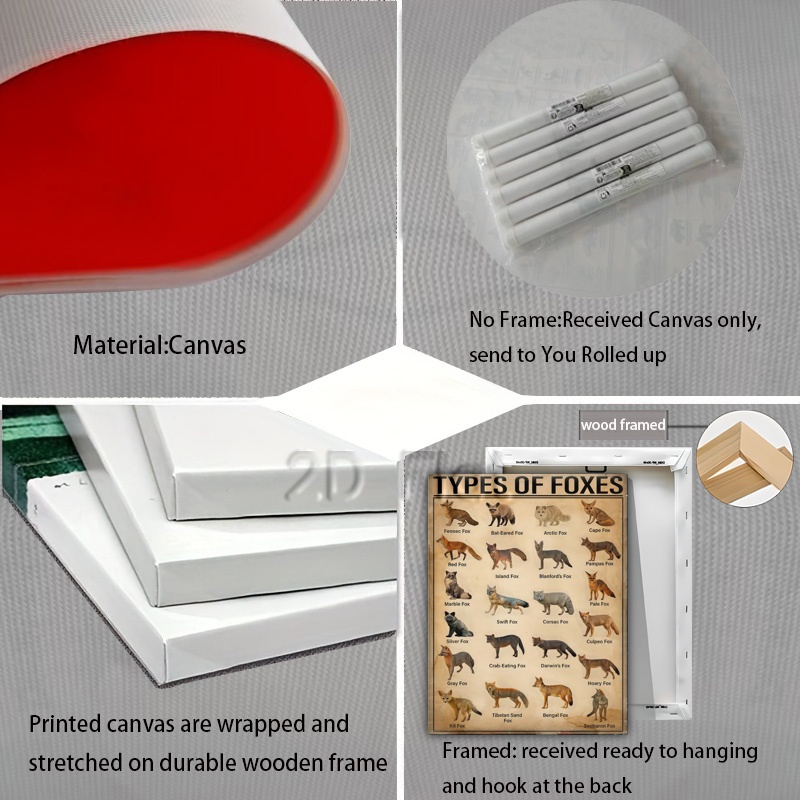 Material:Canvas
No Frame:Received Canvas only,
send to You Rolled up
2D
Printed canvas are wrapped and
stretched on durable wooden frame
wood framed
TYPES OF FOXES
Fennec Fox
Bat-Eared Fox
Arctic Fox
Cape Fox
Red Fox
Island Fox
Blanford's Fox
Pampas Fox
Marble Fox
Swift Fox
Corsac Fox
Pale Fox
Silver Fox
Crab-Eating Fox
Darwin's Fox
Culpeo Fox
Gray Fox
Hoary Fox
Kit Fox
Tibetan Sand
Fox
Bengal Fox
Framed: received ready to hanging
and hook at the back